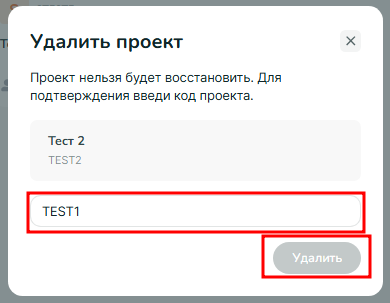 Удалить проект
Проект нельзя будет восстановить. Для
подтверждения введи код проекта.
Тест 2
TEST2
TEST1
Удалить